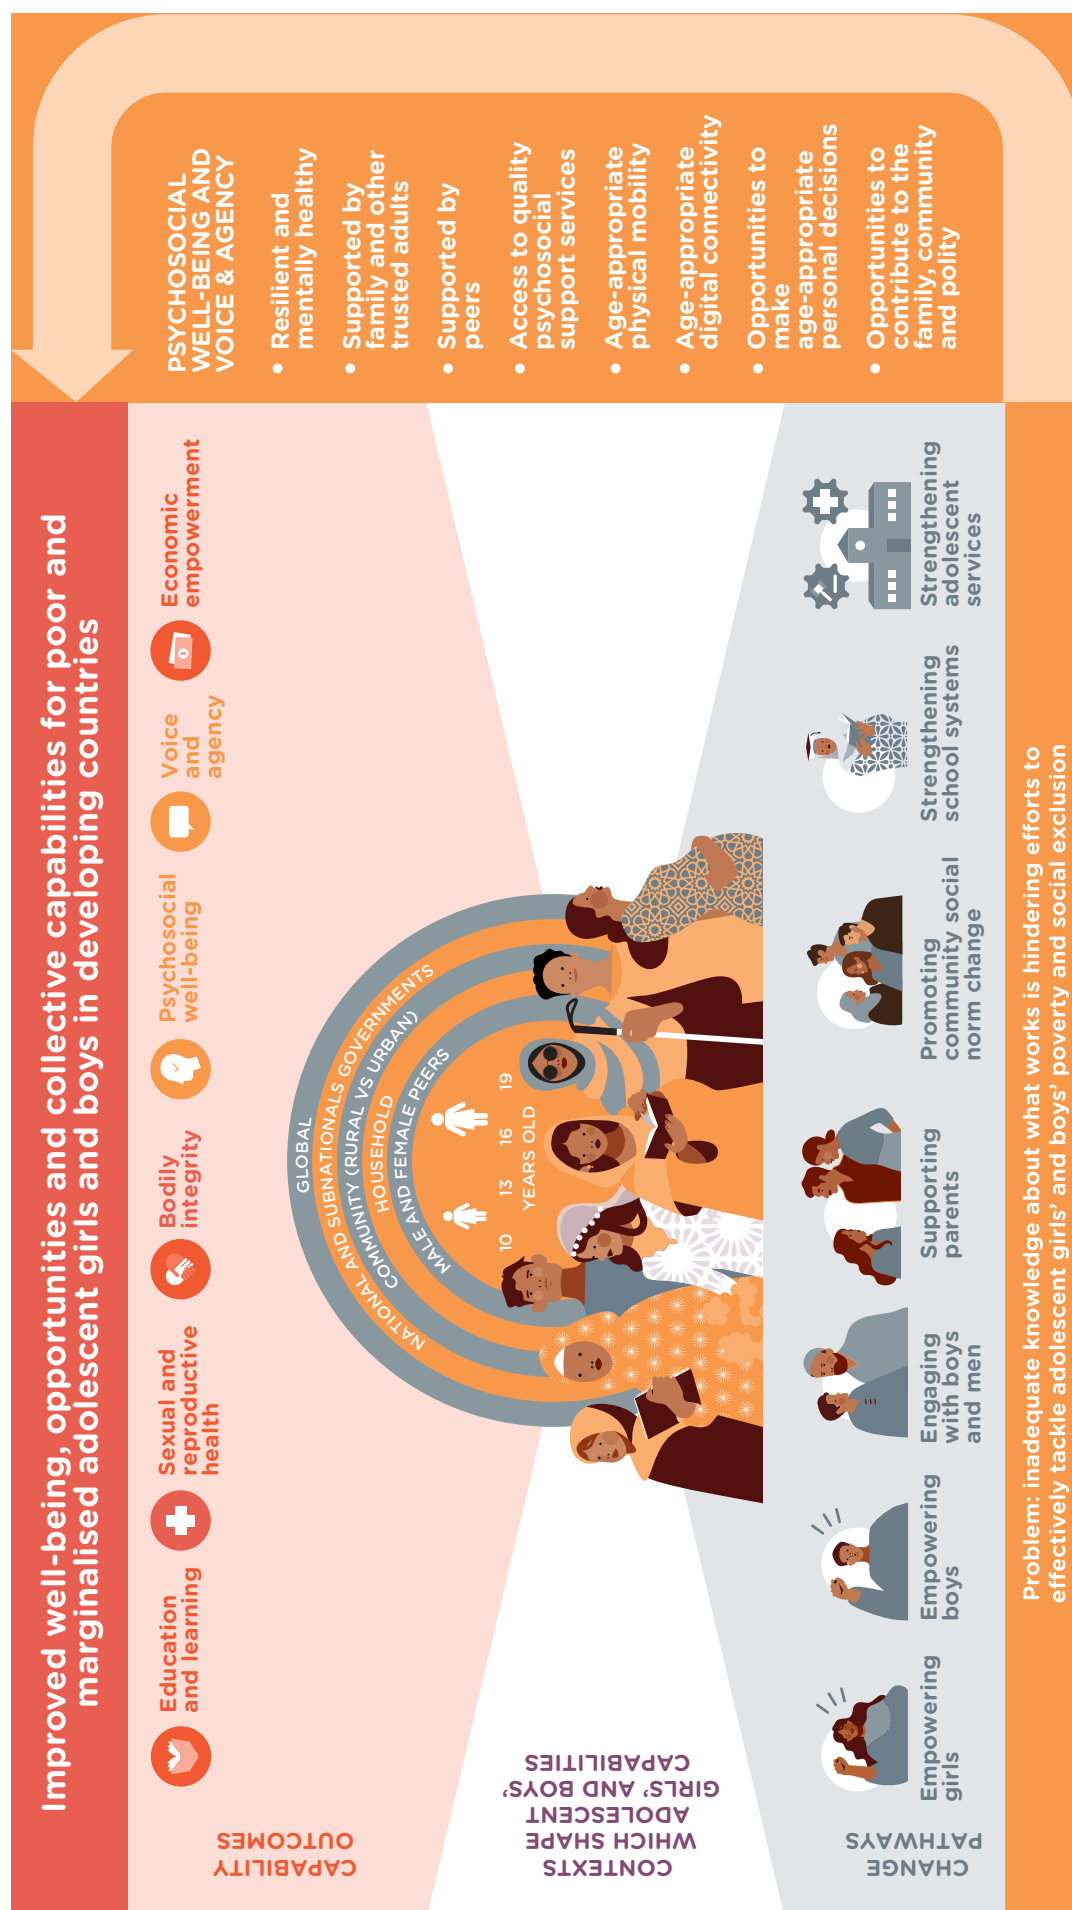 Improved well-being, opportunities and collective capabilities for poor and
marginalised adolescent girls and boys in developing countries
CAPABILITY
OUTCOMES
Education
and learning
Sexual and
reproductive
health
Bodily
integrity
Psychosocial
well-being
Voice
and
agency
Economic
empowerment
CONTEXTS
WHICH SHAPE
ADOLESCENT
GIRLS' AND BOYS'
CAPABILITIES
GLOBAL
NATIONAL AND SUBNATIONALS GOVERNMENTS
COMMUNITY (RURAL VS URBAN)
HOUSEHOLD
MALE AND FEMALE PEERS
10 13 16 19
YEARS OLD
CHANGE
PATHWAYS
Empowering
girls
Empowering
boys
Engaging
with boys
and men
Supporting
parents
Promoting
community social
norm change
Strengthening
school systems
Strengthening
adolescent
services
Problem: inadequate knowledge about what works is hindering efforts to
effectively tackle adolescent girls' and boys' poverty and social exclusion
PSYCHOSOCIAL
WELL-BEING AND
VOICE & AGENCY
• Resilient and
mentally healthy
• Supported by
family and other
trusted adults
• Supported by
peers
• Access to quality
psychosocial
support services
• Age-appropriate
physical mobility
• Age-appropriate
digital connectivity
• Opportunities to
make
age-appropriate
personal decisions
• Opportunities to
contribute to the
family, community
and polity